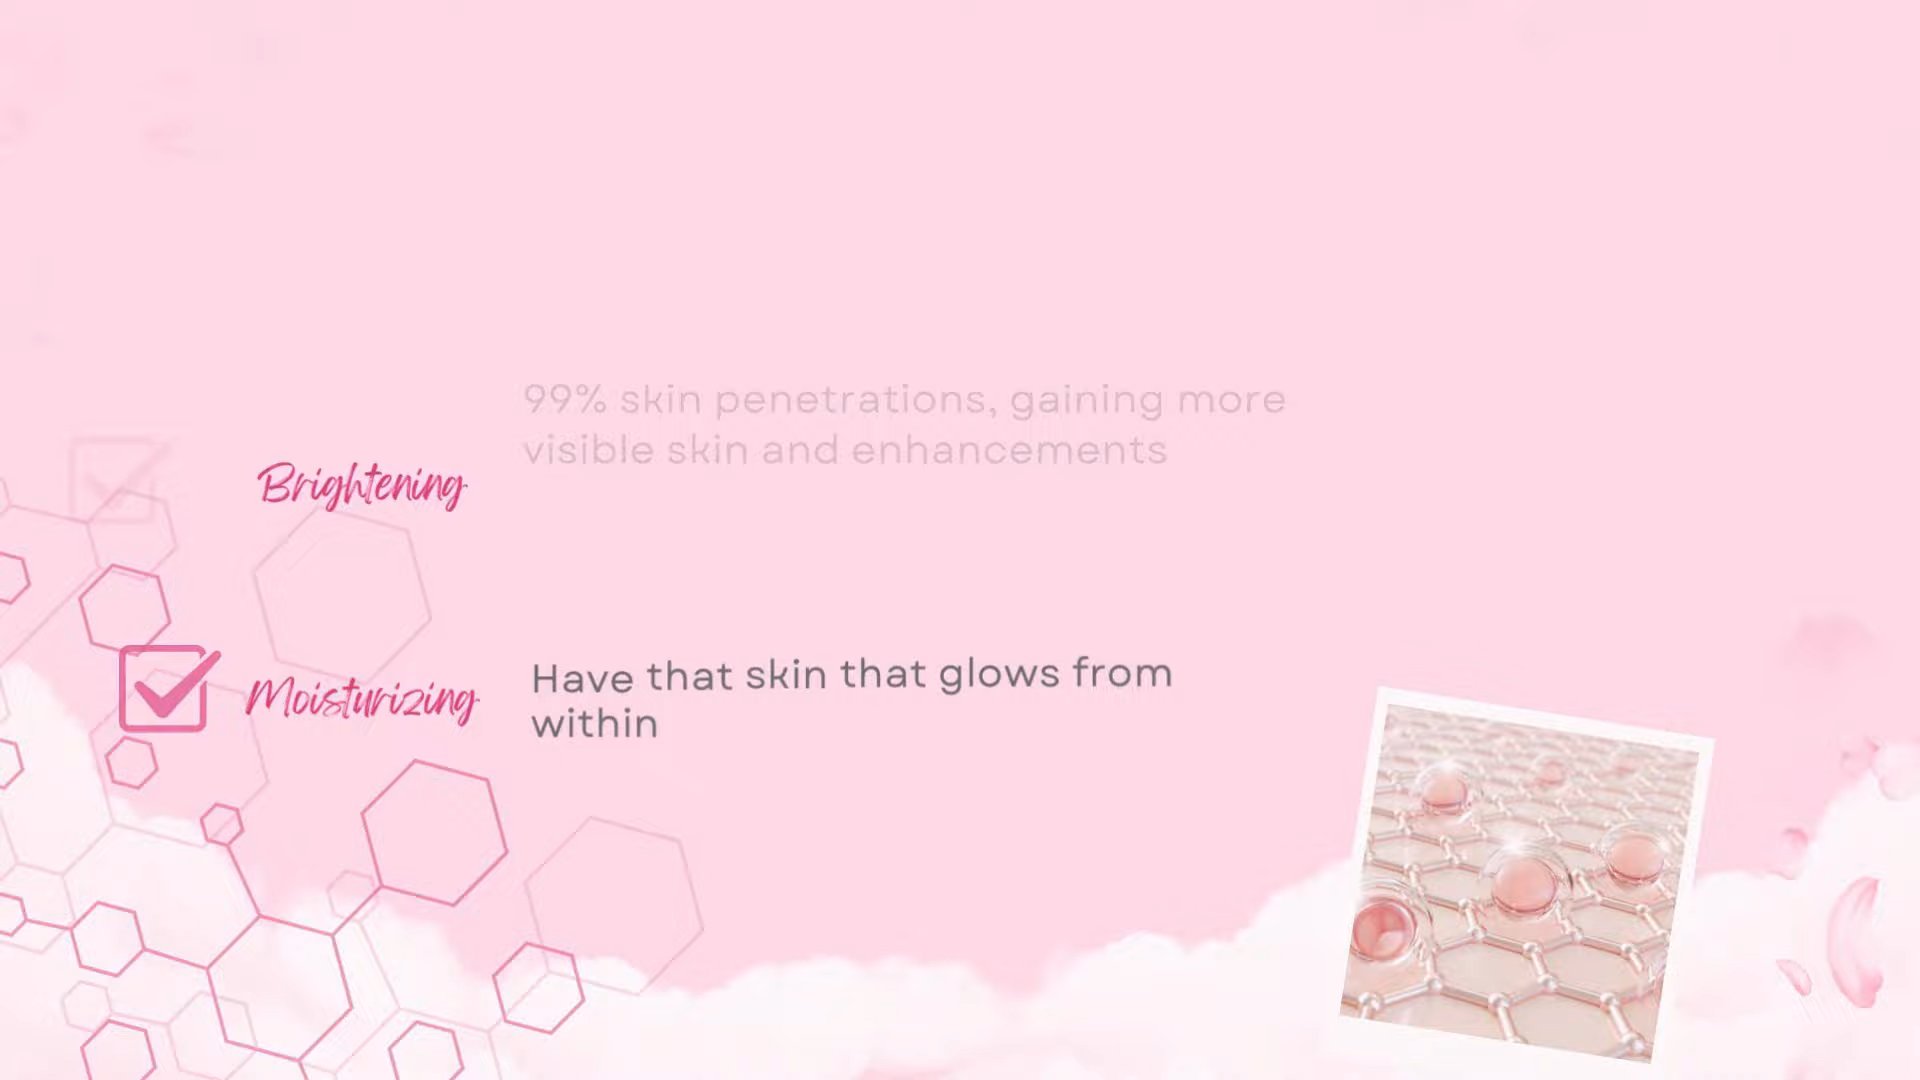 99% skin penetrations, gaining more
visible skin and enhancements
Brightening
Moisturizing
Have that skin that glows from
within